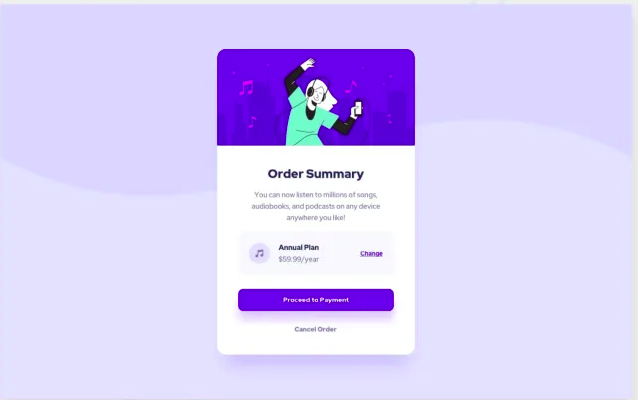 Order Summary
You can now listen to millions of songs,
audiobooks, and podcasts on any device
anywhere you like!
Annual Plan
$59.99/year
Change
Proceed to Payment
Cancel Order